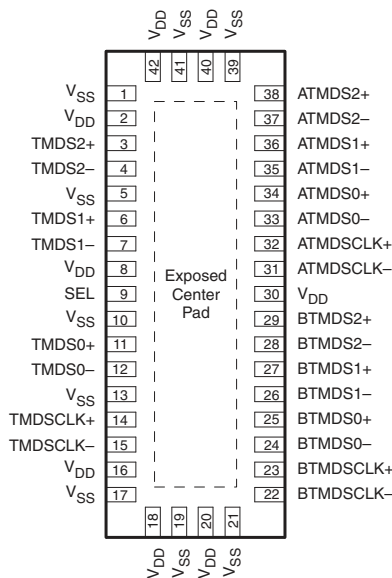 VDD VSS VDD VSS
42 41 40 39
VSS 1 38 ATMDS2+
VDD 2 37 ATMDS2–
TMDS2+ 3 36 ATMDS1+
TMDS2– 4 35 ATMDS1–
VSS 5 34 ATMDS0+
TMDS1+ 6 33 ATMDS0–
TMDS1– 7 32 ATMDSCLK+
VDD 8 31 ATMDSCLK–
SEL 9 30 VDD
VSS 10 29 BTMDS2+
TMDS0+ 11 28 BTMDS2–
TMDS0– 12 27 BTMDS1+
VSS 13 26 BTMDS1–
TMDSCLK+ 14 25 BTMDS0+
TMDSCLK– 15 24 BTMDS0–
VDD 16 23 BTMDSCLK+
VSS 17 22 BTMDSCLK–
Exposed
Center
Pad
18 19 20 21
VDD VSS VDD VSS